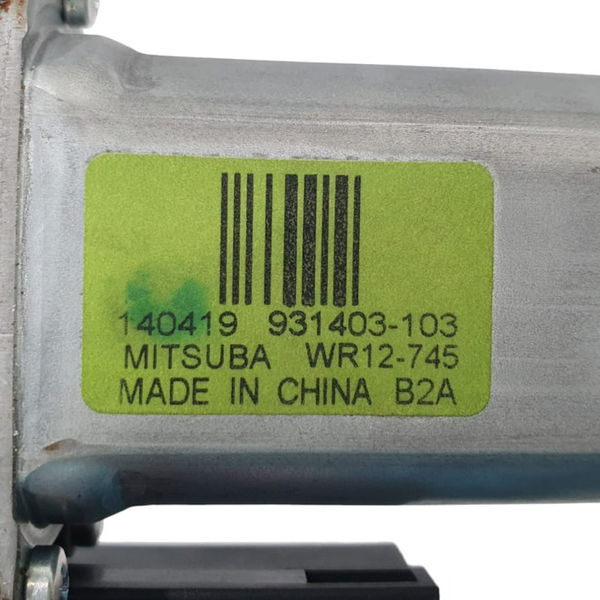 140419 931403-103
MITSUBA WR12-745
MADE IN CHINA B2A